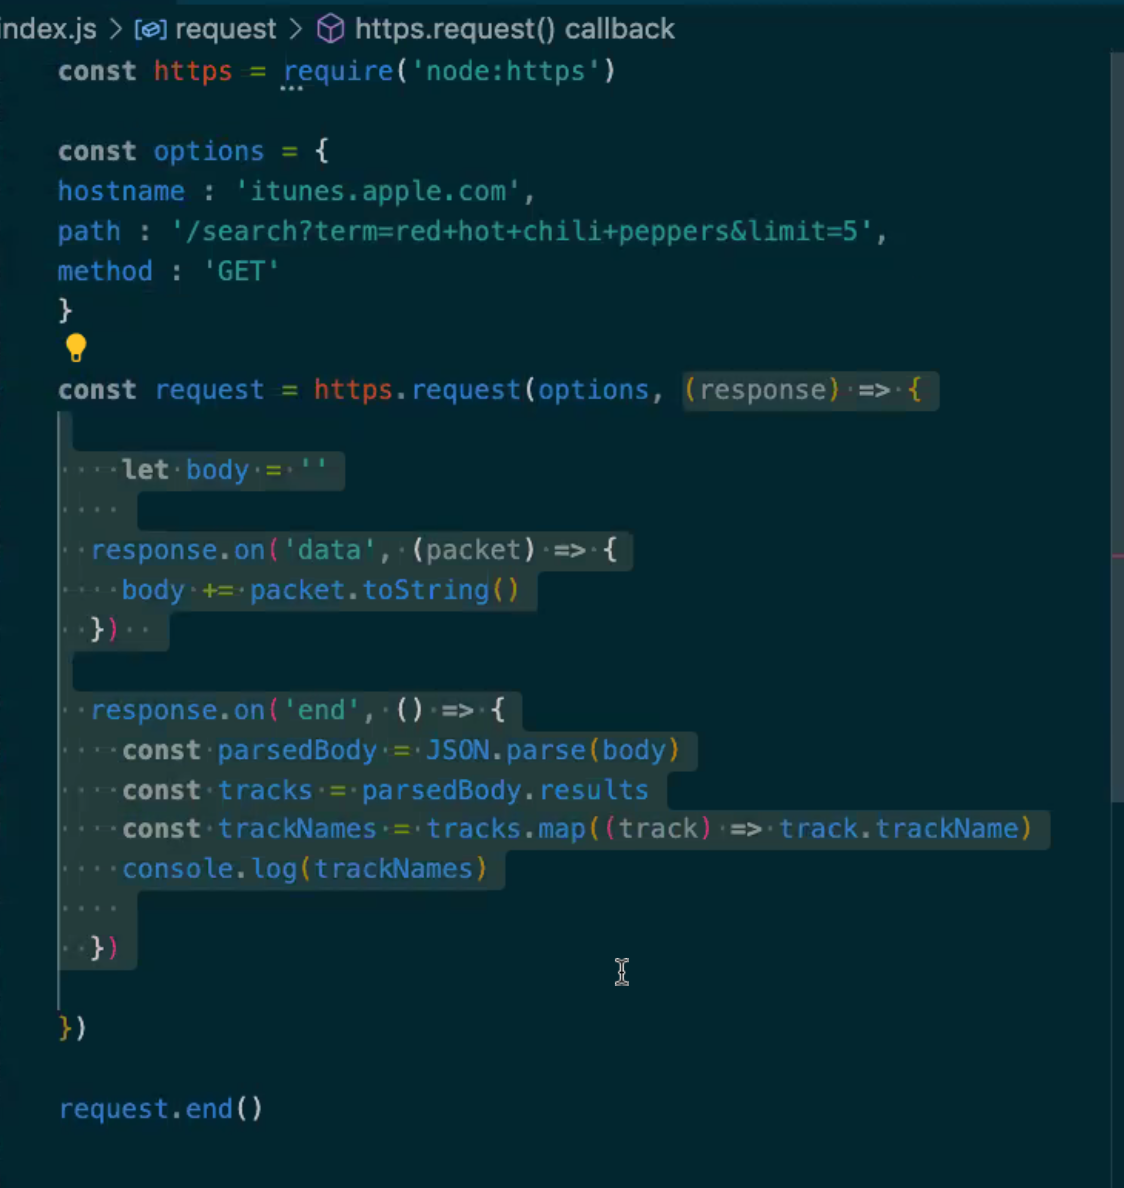 index.js > request > https.request() callback
const https = require('node:https')
const options = {
hostname : 'itunes.apple.com',
path : '/search?term=red+hot+chili+peppers&limit=5',
method : 'GET'
}
const request = https.request(options, (response) => {
let body = ''
response.on('data', (packet) => {
body += packet.toString()
})
response.on('end', () => {
const parsedBody = JSON.parse(body)
const tracks = parsedBody.results
const trackNames = tracks.map((track) => track.trackName)
console.log(trackNames)
})
})
request.end()